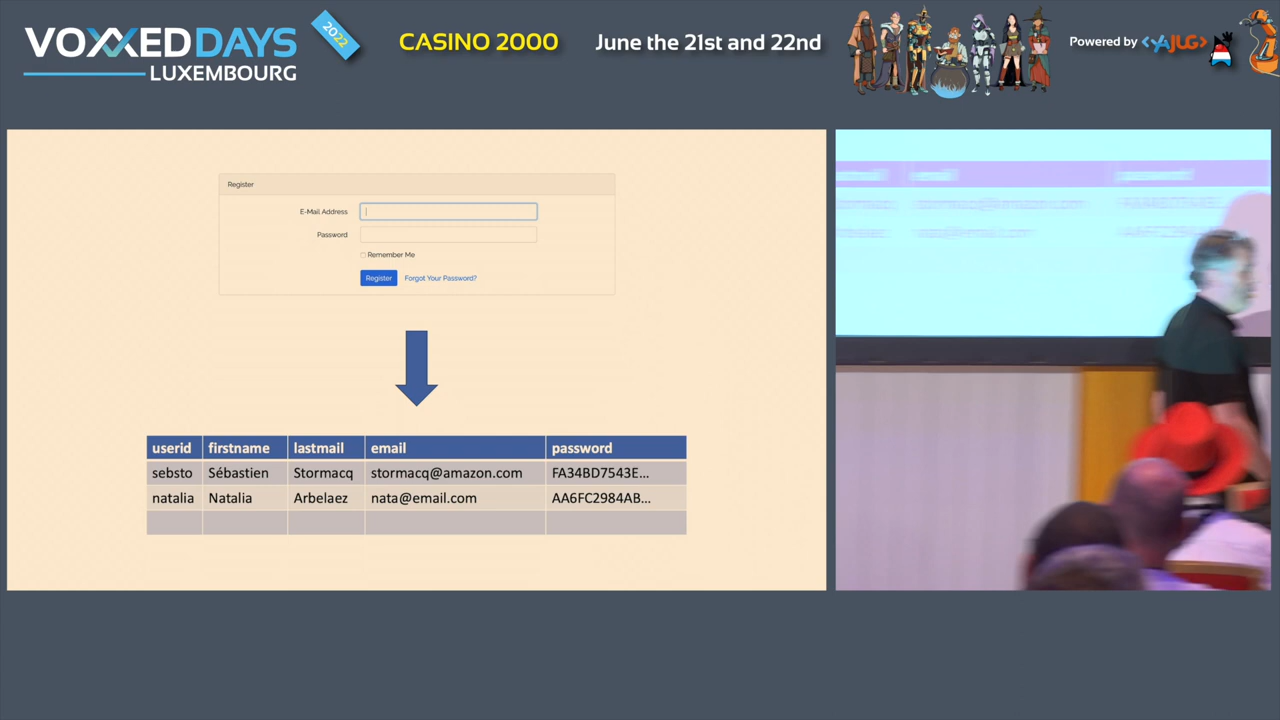 VOXXED DAYS
LUXEMBOURG
2022
CASINO 2000
June the 21st and 22nd
Powered by <YAJUG>
Register
E-Mail Address
Password
Remember Me
Register Forgot Your Password?
userid firstname lastmail email password
sebsto Sébastien Stormacq stormacq@amazon.com FA34BD7543E...
natalia Natalia Arbelaez nata@email.com AA6FC2984AB...